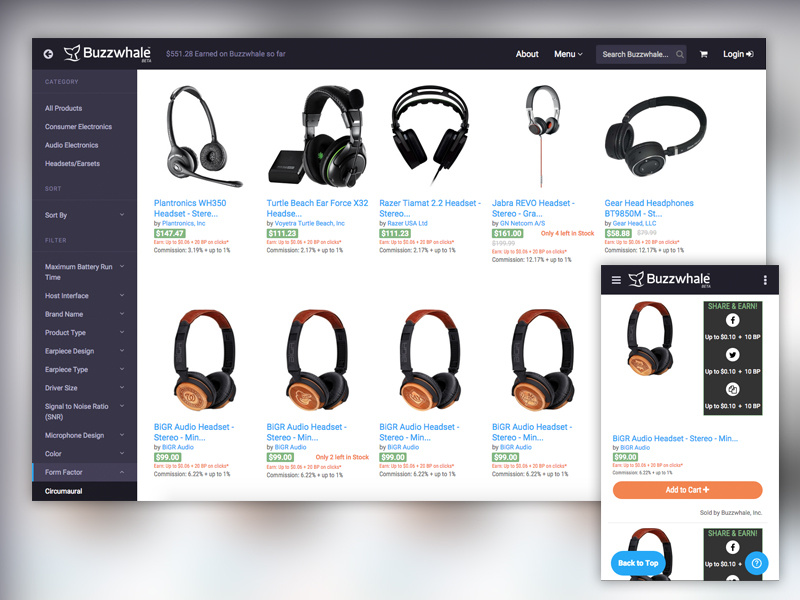 Buzzwhale
BETA
$551.28 Earned on Buzzwhale so far
About
Menu
Search Buzzwhale...
Login
CATEGORY
All Products
Consumer Electronics
Audio Electronics
Headsets/Earsets
SORT
Sort By
FILTER
Maximum Battery Run
Time
Host Interface
Brand Name
Product Type
Earpiece Design
Earpiece Type
Driver Size
Signal to Noise Ratio
(SNR)
Microphone Design
Color
Form Factor
Circumaural
Plantronics WH350
Headset - Stere...
by Plantronics, Inc
$147.47
Earn: Up to $0.06 + 20 BP on clicks*
Commission: 3.19% + up to 1%
Turtle Beach Ear Force X32
Headse...
by Voyetra Turtle Beach, Inc
$111.23
Earn: Up to $0.06 + 20 BP on clicks*
Commission: 2.17% + up to 1%
Razer Tiamat 2.2 Headset -
Stereo...
by Razer USA Ltd
$111.23
Earn: Up to $0.06 + 20 BP on clicks*
Commission: 2.17% + up to 1%
Jabra REVO Headset -
Stereo - Gra...
by GN Netcom A/S.
$161.00 Only 4 left in Stock
$199.99
Earn: Up to $0.06 + 20 BP on clicks*
Commission: 12.17% + up to 1%
Gear Head Headphones
BT9850M - St...
by Gear Head, LLC
$58.88 $79.99
Earn: Up to $0.06 + 20 BP on clicks*
Commission: 12.17% + up to 1%
BiGR Audio Headset -
Stereo - Min...
by BiGR Audio
$99.00
Earn: Up to $0.06 + 20 BP on clicks*
Commission: 6.22% + up to 1%
BiGR Audio Headset -
Stereo - Min...
by BiGR Audio
$99.00 Only 2 left in Stock
Earn: Up to $0.06 + 20 BP on clicks*
Commission: 6.22% + up to 1%
BiGR Audio Headset -
Stereo - Min...
by BiGR Audio
$99.00
Earn: Up to $0.06 + 20 BP on clicks*
Commission: 6.22% + up to 1%
BiGR Audio Headset -
Stereo - Min...
by BiGR Audio
$99.00
Earn: Up to $0.06 + 20 BP on clicks*
Commission: 6.22% + up to 1%
Buzzwhale
BETA
SHARE & EARN!
Up to $0.10 + 10 BP
Up to $0.10 + 10 BP
Up to $0.10 + 10 BP
BiGR Audio Headset - Stereo - Min...
by BiGR Audio
$99.00
Earn: Up to $0.06 + 20 BP on clicks*
Commission: 6.22% + up to 1%
Add to Cart +
Sold by Buzzwhale, Inc.
SHARE & EARN!
Up to $0.10 +
Back to Top